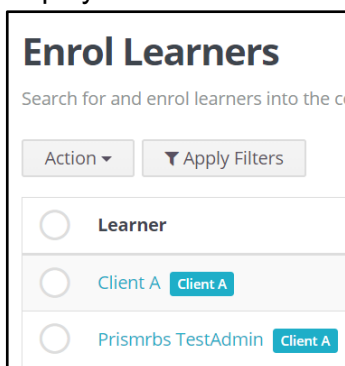 Enrol Learners
Search for and enrol learners into the c
Action Apply Filters
Learner
Client A Client A
Prismrbs TestAdmin Client A